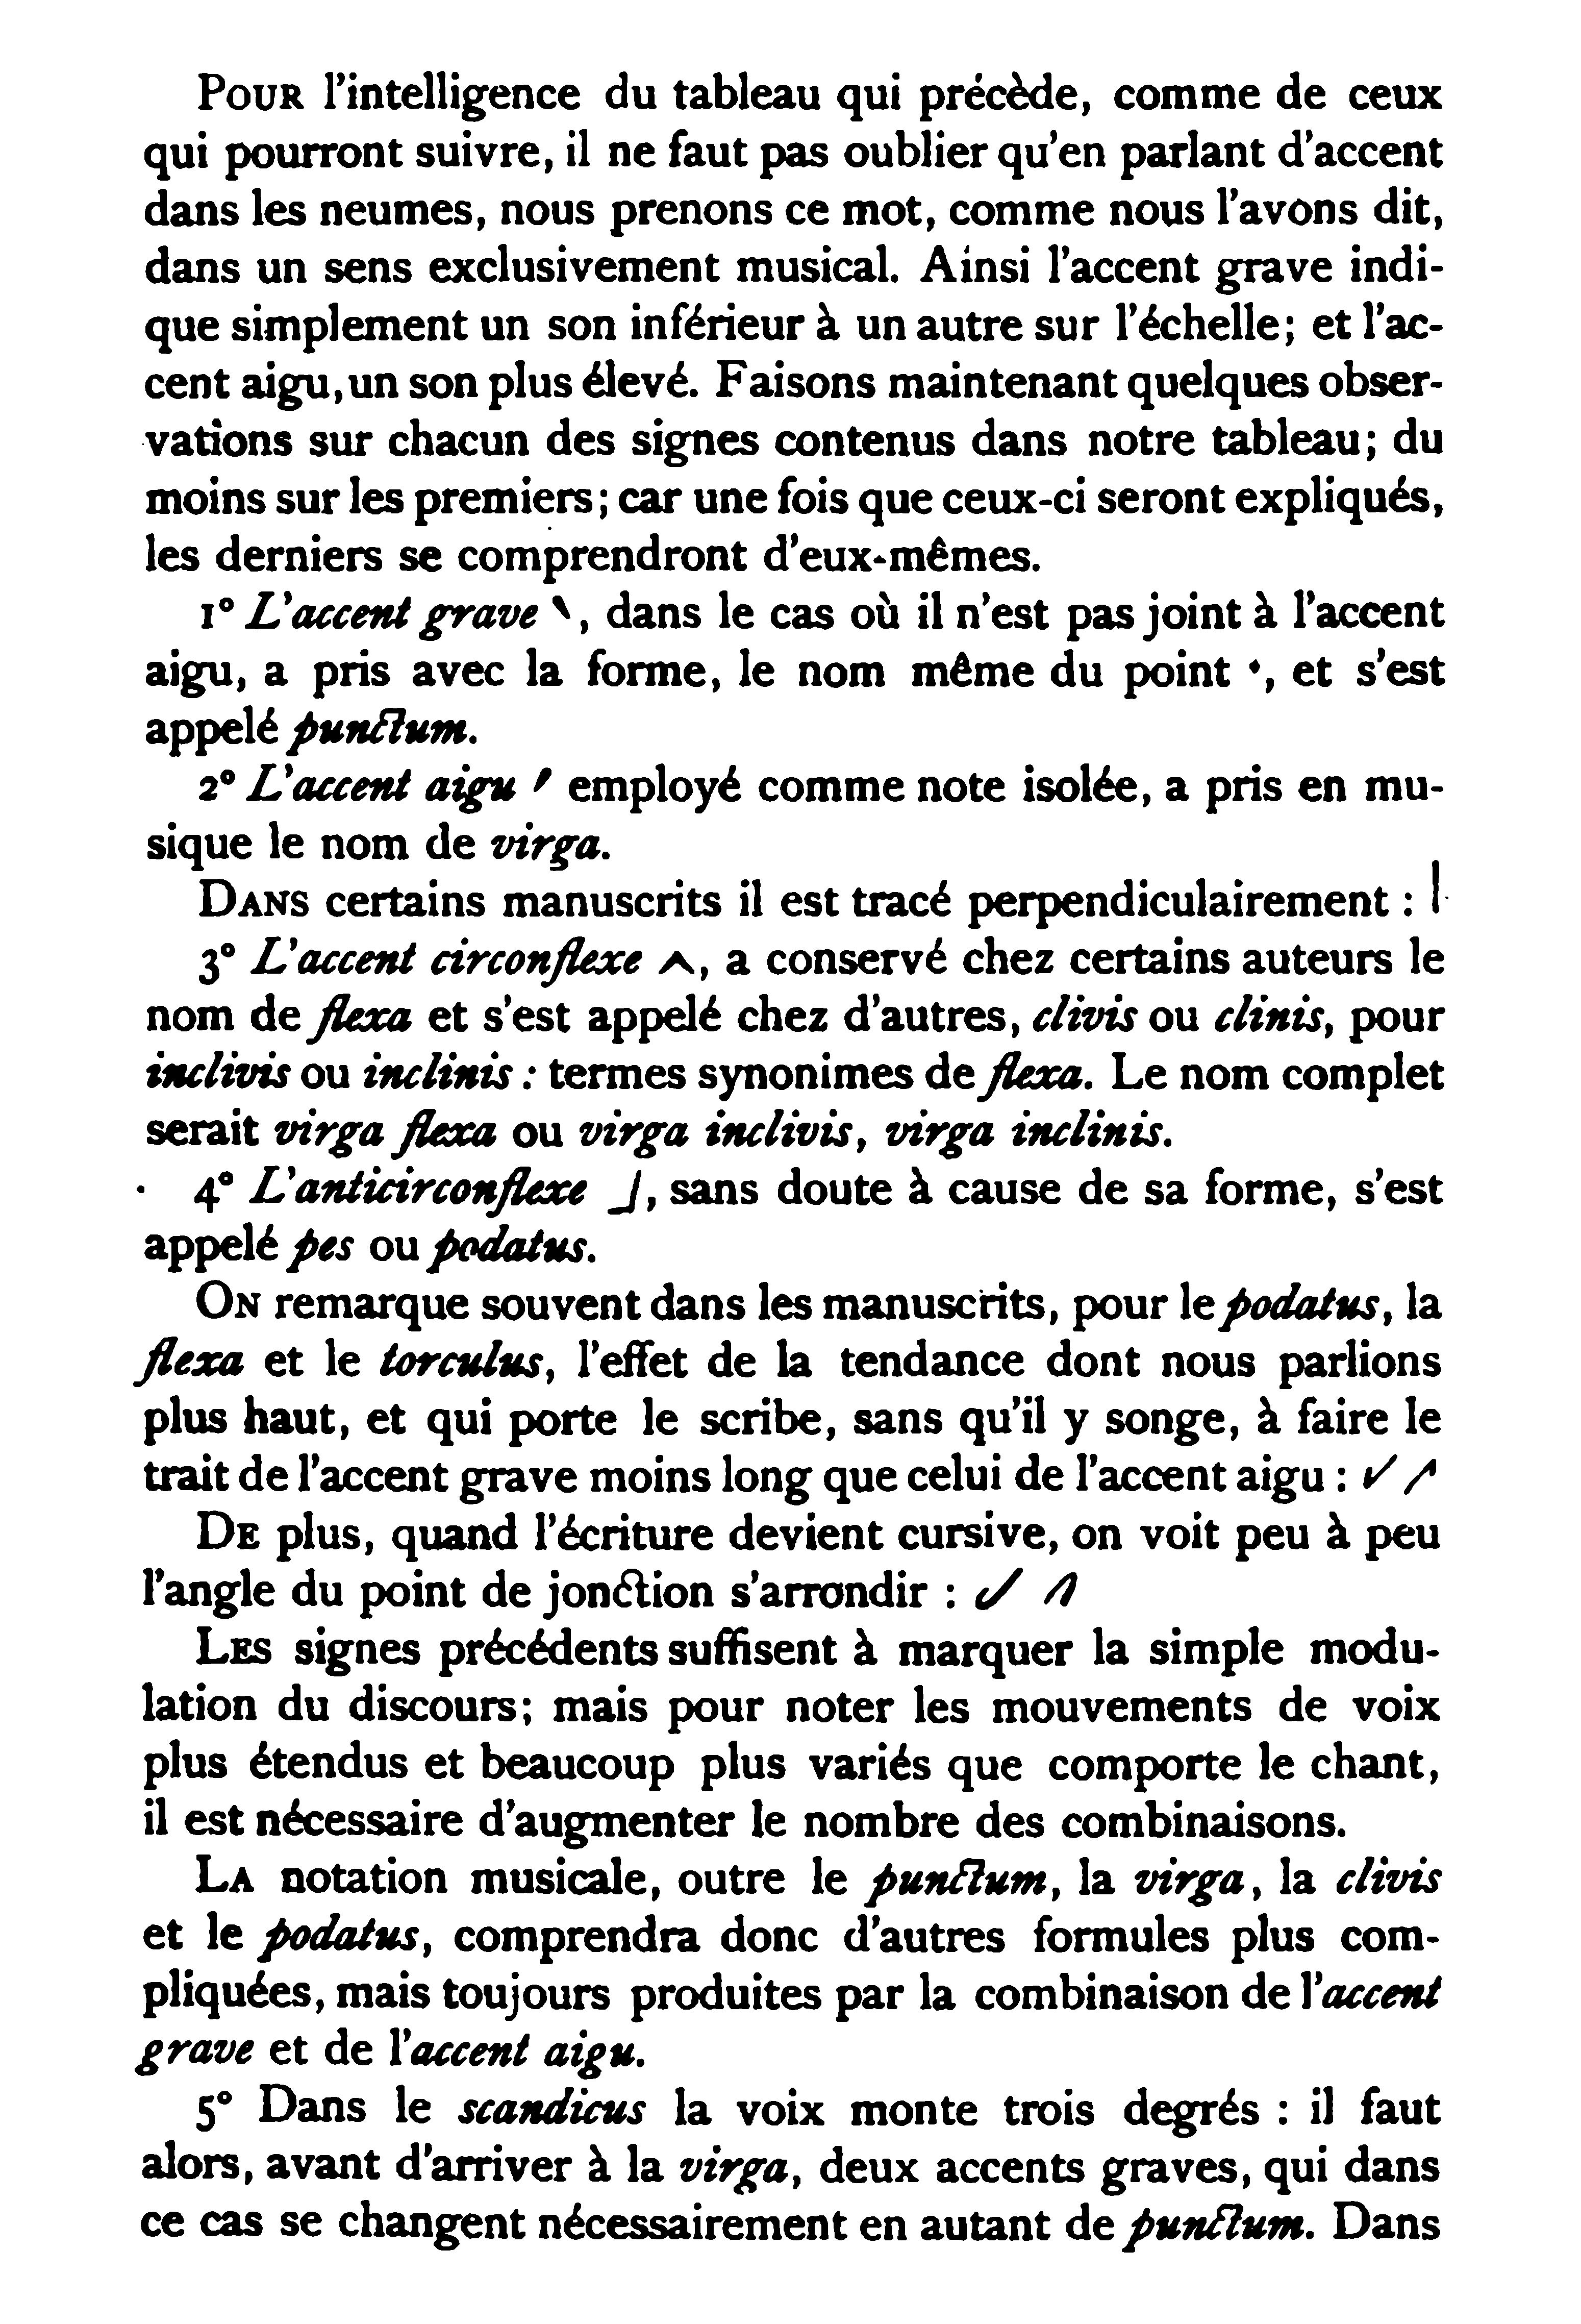 Pour l'intelligence du tableau qui précède, comme de ceux
qui pourront suivre, il ne faut pas oublier qu'en parlant d'accent
dans les neumes, nous prenons ce mot, comme nous l'avons dit,
dans un sens exclusivement musical. Ainsi l'accent grave indi-
que simplement un son inférieur à un autre sur l'échelle; et l'ac-
cent aigu, un son plus élevé. Faisons maintenant quelques obser-
vations sur chacun des signes contenus dans notre tableau; du
moins sur les premiers; car une fois que ceux-ci seront expliqués,
les derniers se comprendront d'eux-mêmes.
1° L'accent grave \, dans le cas où il n'est pas joint à l'accent
aigu, a pris avec la forme, le nom même du point •, et s'est
appelé punctum.
2° L'accent aigu / employé comme note isolée, a pris en mu-
sique le nom de virga.
Dans certains manuscrits il est tracé perpendiculairement : |
3° L'accent circonflexe ^, a conservé chez certains auteurs le
nom de flexa et s'est appelé chez d'autres, clivis ou clinis, pour
inclivis ou inclinis : termes synonimes de flexa. Le nom complet
serait virga flexa ou virga inclivis, virga inclinis.
4° L'anticirconflexe ⅃, sans doute à cause de sa forme, s'est
appelé pes ou podatus.
On remarque souvent dans les manuscrits, pour le podatus, la
flexa et le torculus, l'effet de la tendance dont nous parlions
plus haut, et qui porte le scribe, sans qu'il y songe, à faire le
trait de l'accent grave moins long que celui de l'accent aigu :
De plus, quand l'écriture devient cursive, on voit peu à peu
l'angle du point de jonction s'arrondir :
Les signes précédents suffisent à marquer la simple modu-
lation du discours; mais pour noter les mouvements de voix
plus étendus et beaucoup plus variés que comporte le chant,
il est nécessaire d'augmenter le nombre des combinaisons.
La notation musicale, outre le punctum, la virga, la clivis
et le podatus, comprendra donc d'autres formules plus com-
pliquées, mais toujours produites par la combinaison de l'accent
grave et de l'accent aigu.
5° Dans le scandicus la voix monte trois degrés : il faut
alors, avant d'arriver à la virga, deux accents graves, qui dans
ce cas se changent nécessairement en autant de punctum. Dans